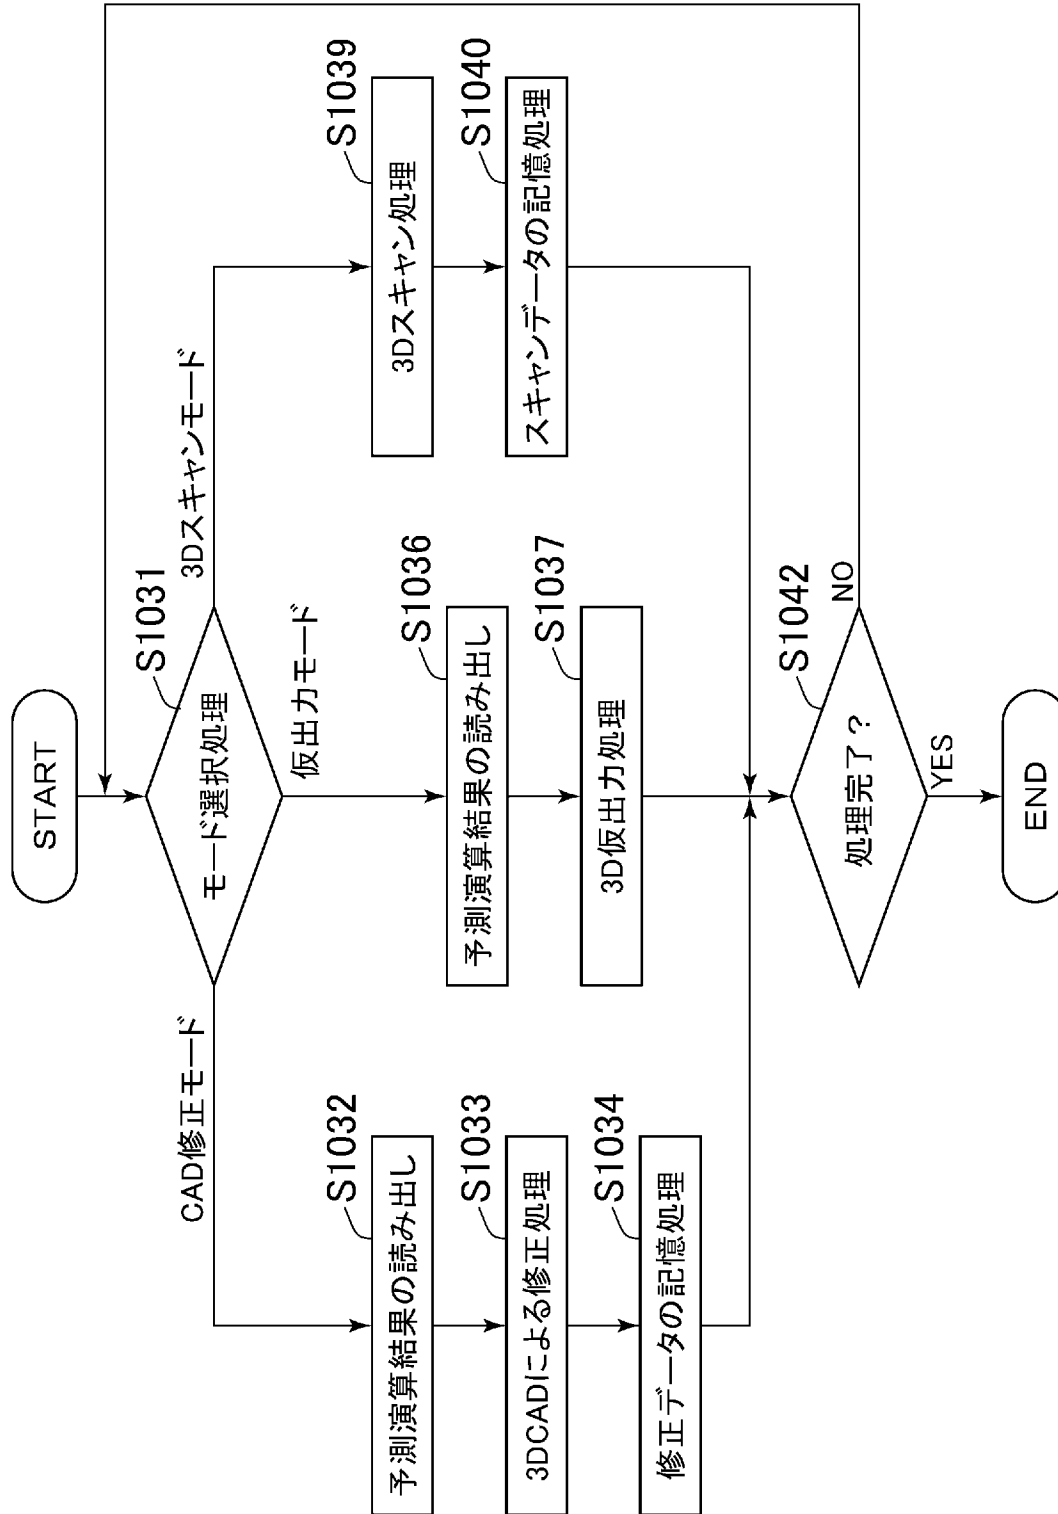 START
S1031
モード選択処理
CAD修正モード
仮出力モード
3Dスキャンモード
S1032
予測演算結果の読み出し
S1033
3DCADによる修正処理
S1034
修正データの記憶処理
S1036
予測演算結果の読み出し
S1037
3D仮出力処理
S1039
3Dスキャン処理
S1040
スキャンデータの記憶処理
S1042
処理完了？
NO
YES
END